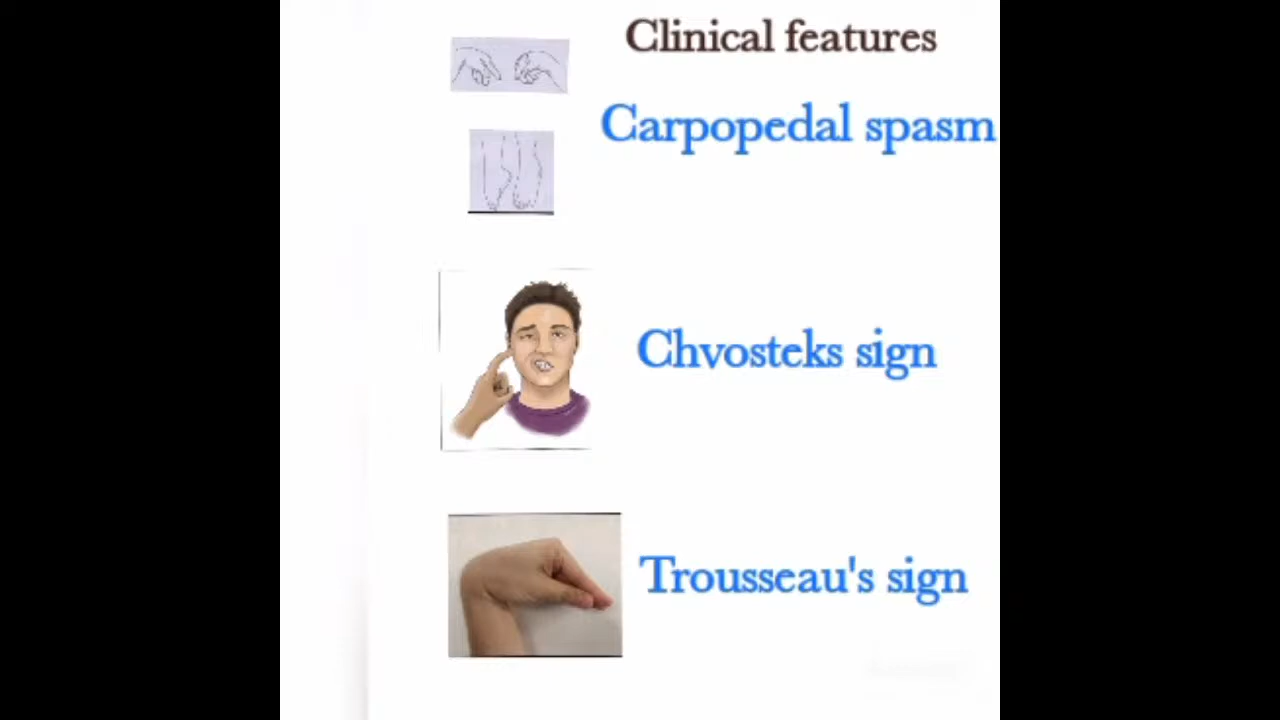 Clinical features
Carpopedal spasm
Chvosteks sign
Trousseau's sign